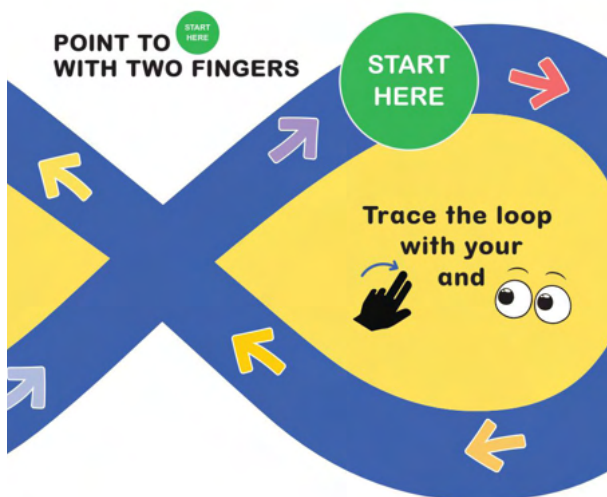 POINT TO START HERE
WITH TWO FINGERS
START
HERE
Trace the loop
with your
and